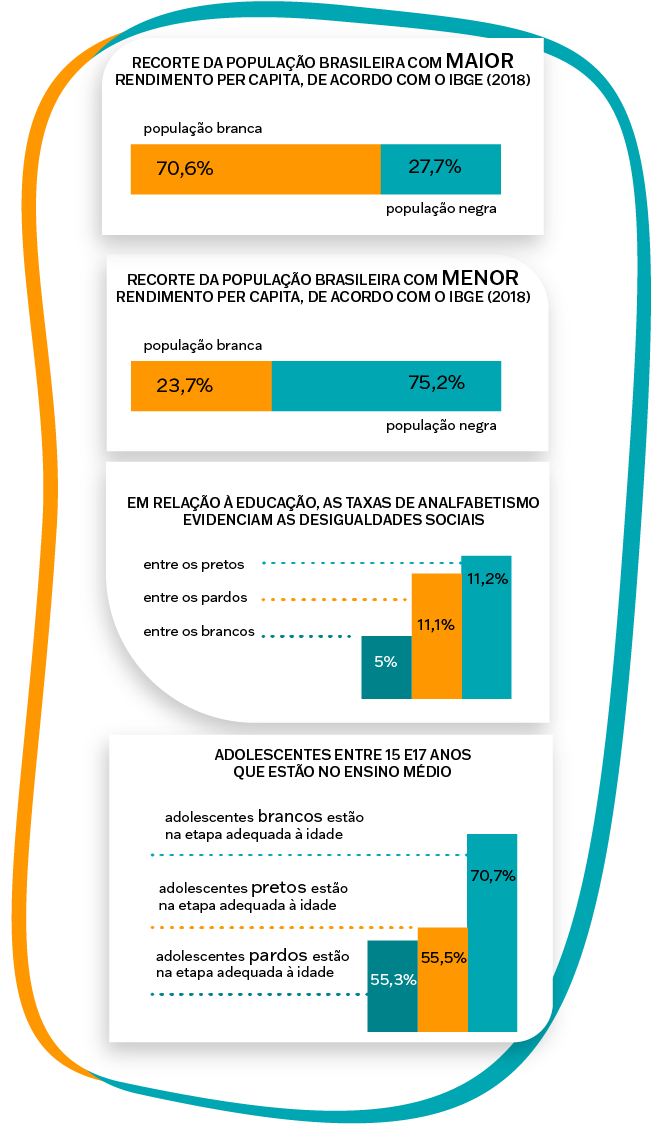 RECORTE DA POPULAÇÃO BRASILEIRA COM MAIOR
RENDIMENTO PER CAPITA, DE ACORDO COM O IBGE (2018)
população branca
70,6%
27,7%
população negra
RECORTE DA POPULAÇÃO BRASILEIRA COM MENOR
RENDIMENTO PER CAPITA, DE ACORDO COM O IBGE (2018)
população branca
23,7%
75,2%
população negra
EM RELAÇÃO À EDUCAÇÃO, AS TAXAS DE ANALFABETISMO
EVIDENCIAM AS DESIGUALDADES SOCIAIS
entre os pretos
11,2%
entre os pardos
11,1%
entre os brancos
5%
ADOLESCENTES ENTRE 15 E17 ANOS
QUE ESTÃO NO ENSINO MÉDIO
adolescentes brancos estão
na etapa adequada à idade
70,7%
adolescentes pretos estão
na etapa adequada à idade
55,5%
adolescentes pardos estão
na etapa adequada à idade
55,3%